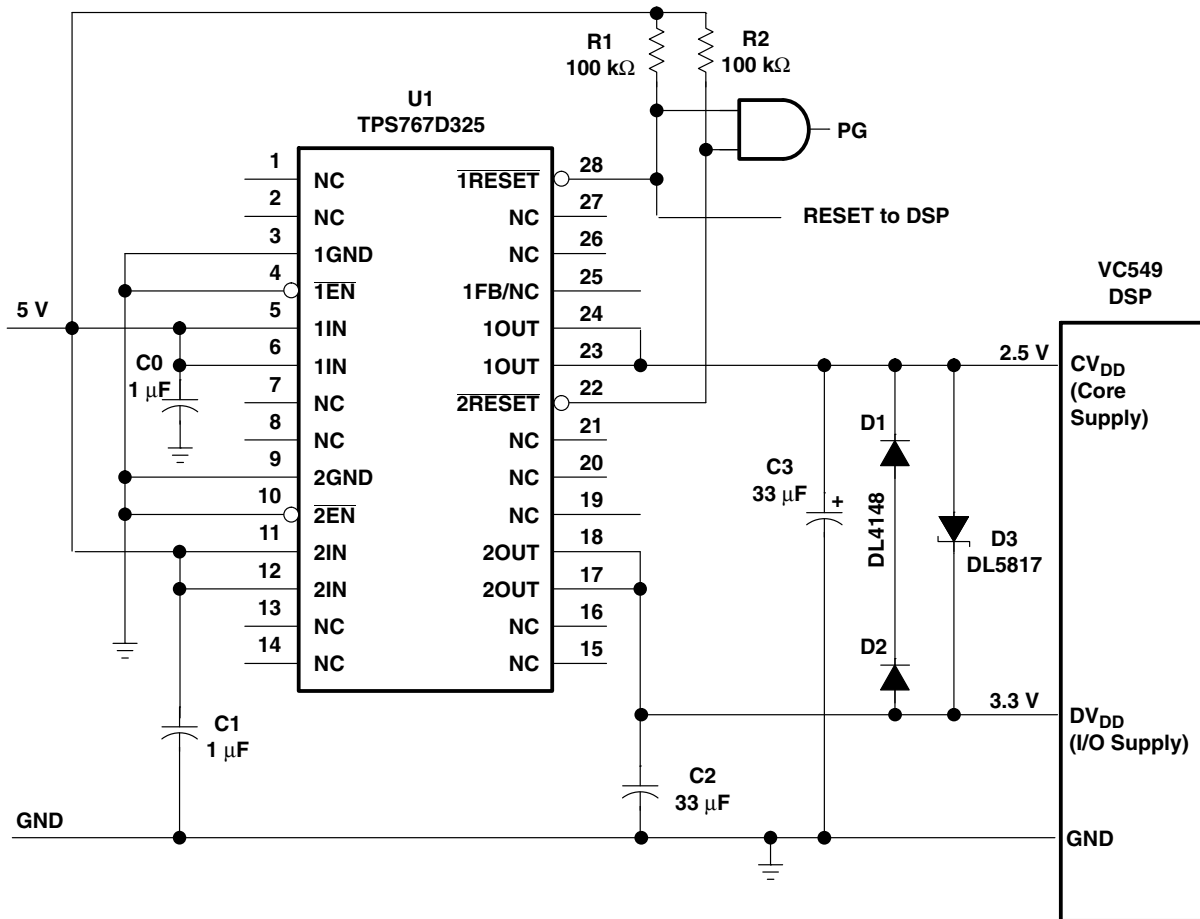 R1
100 kΩ
R2
100 kΩ
U1
TPS767D325
PG
1
NC
1RESET
28
2
NC
NC
27
RESET to DSP
3
1GND
NC
26
4
1EN
1FB/NC
25
VC549
DSP
5 V
5
1IN
1OUT
24
C0
1 μF
6
1IN
1OUT
23
2.5 V
CVDD
(Core
Supply)
7
NC
2RESET
22
8
NC
NC
21
D1
9
2GND
NC
20
C3
33 μF
+
DL4148
10
2EN
NC
19
D3
DL5817
11
2IN
2OUT
18
12
2IN
2OUT
17
13
NC
NC
16
D2
14
NC
NC
15
3.3 V
DVDD
(I/O Supply)
C1
1 μF
C2
33 μF
GND
GND